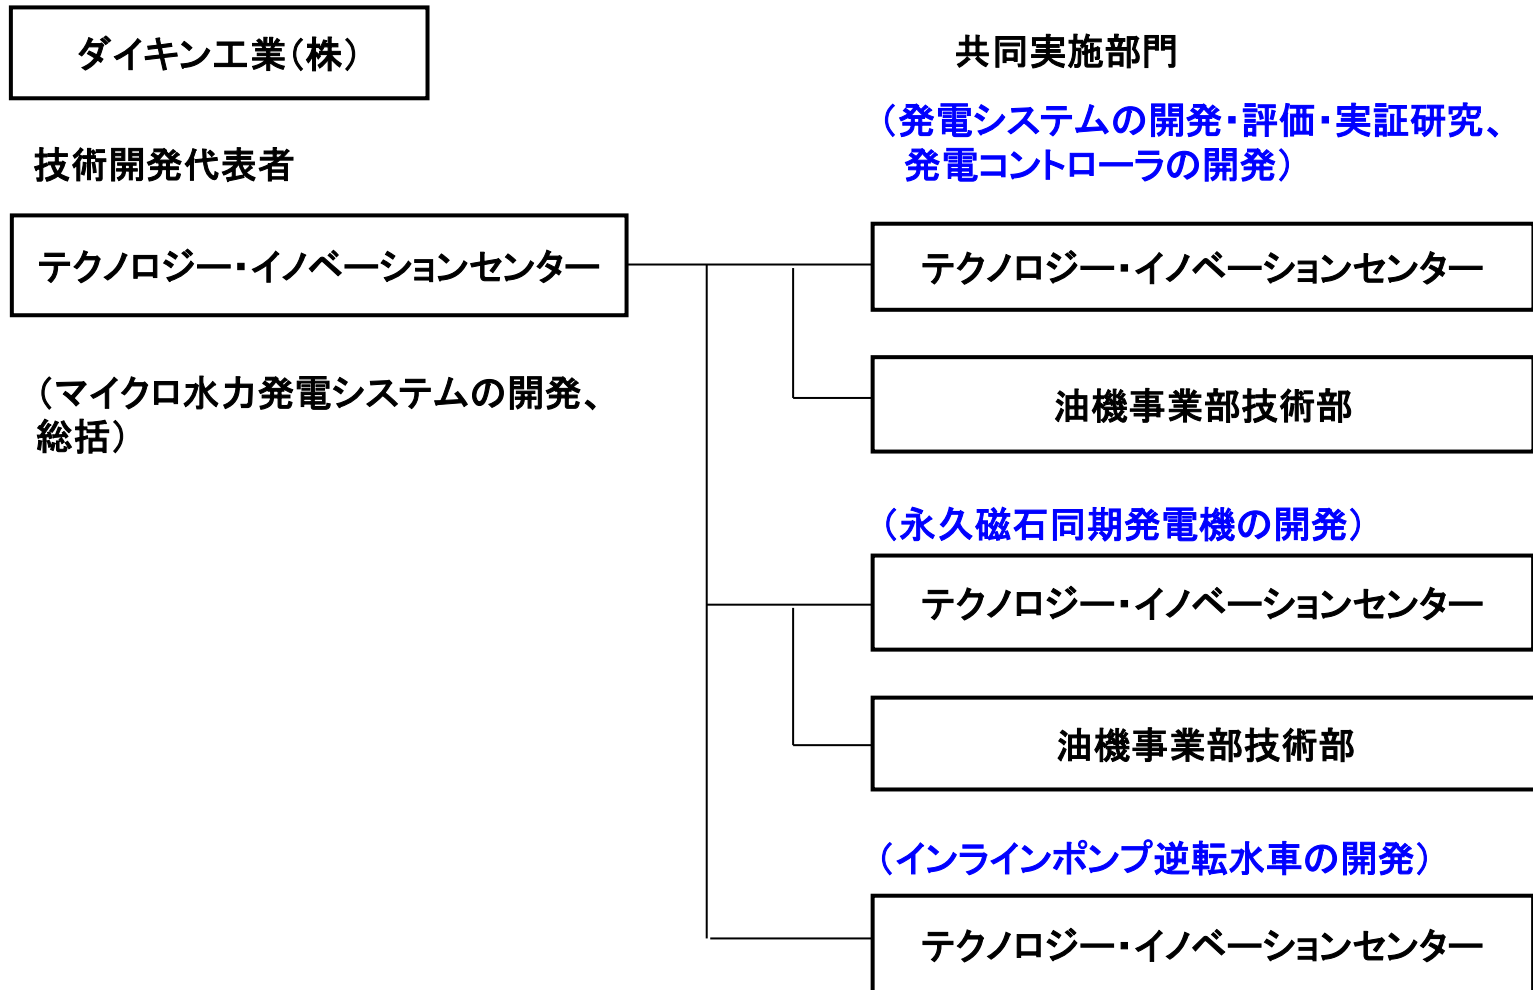 ダイキン工業(株)
技術開発代表者
テクノロジー・イノベーションセンター
(マイクロ水力発電システムの開発、
総括)
共同実施部門
(発電システムの開発・評価・実証研究、
発電コントローラの開発)
テクノロジー・イノベーションセンター
油機事業部技術部
(永久磁石同期発電機の開発)
テクノロジー・イノベーションセンター
油機事業部技術部
(インラインポンプ逆転水車の開発)
テクノロジー・イノベーションセンター